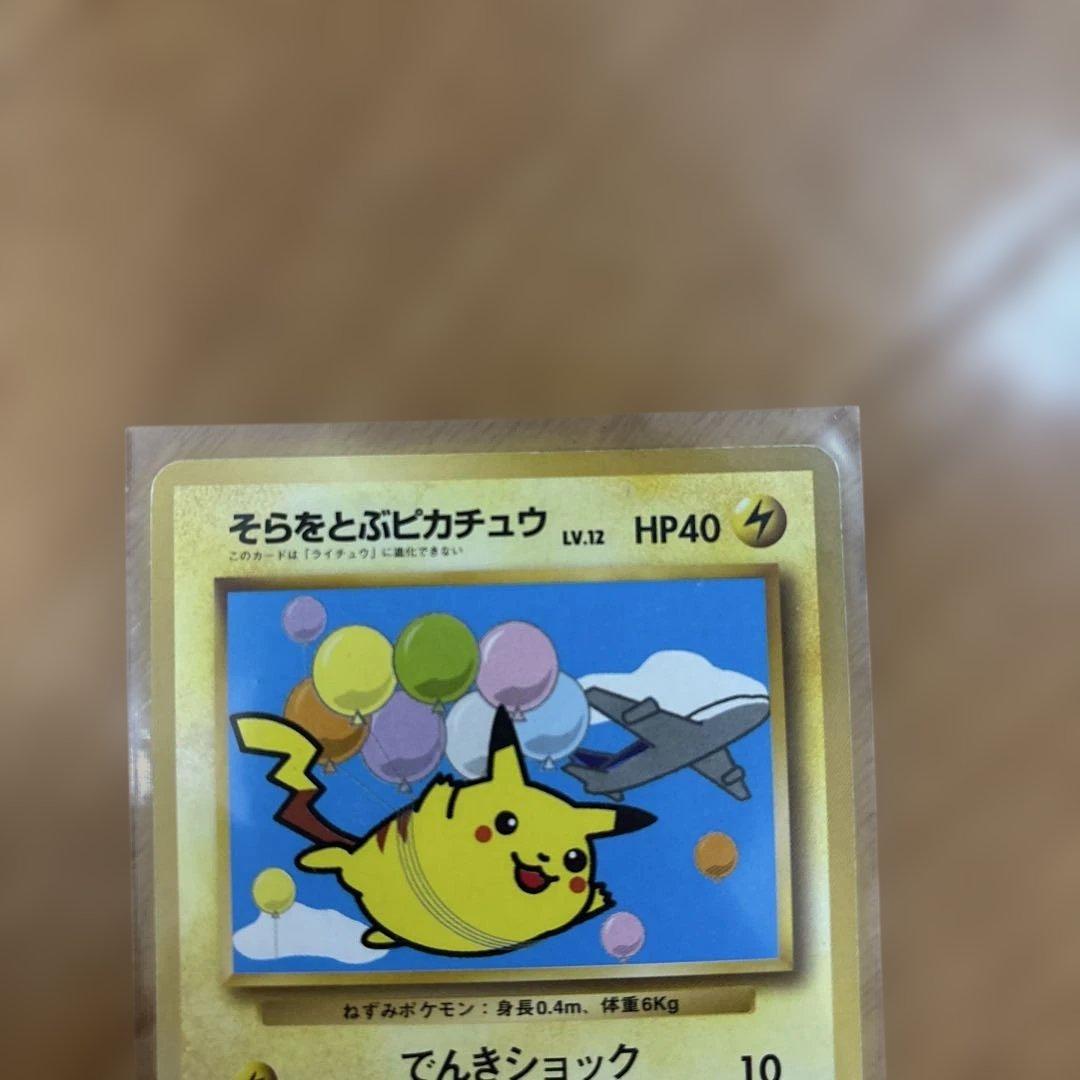 そらをとぶピカチュウ LV.12 HP40
このカードは「ライチュウ」に進化できない
ねずみポケモン：身長0.4m、体重6Kg
でんきショック 10